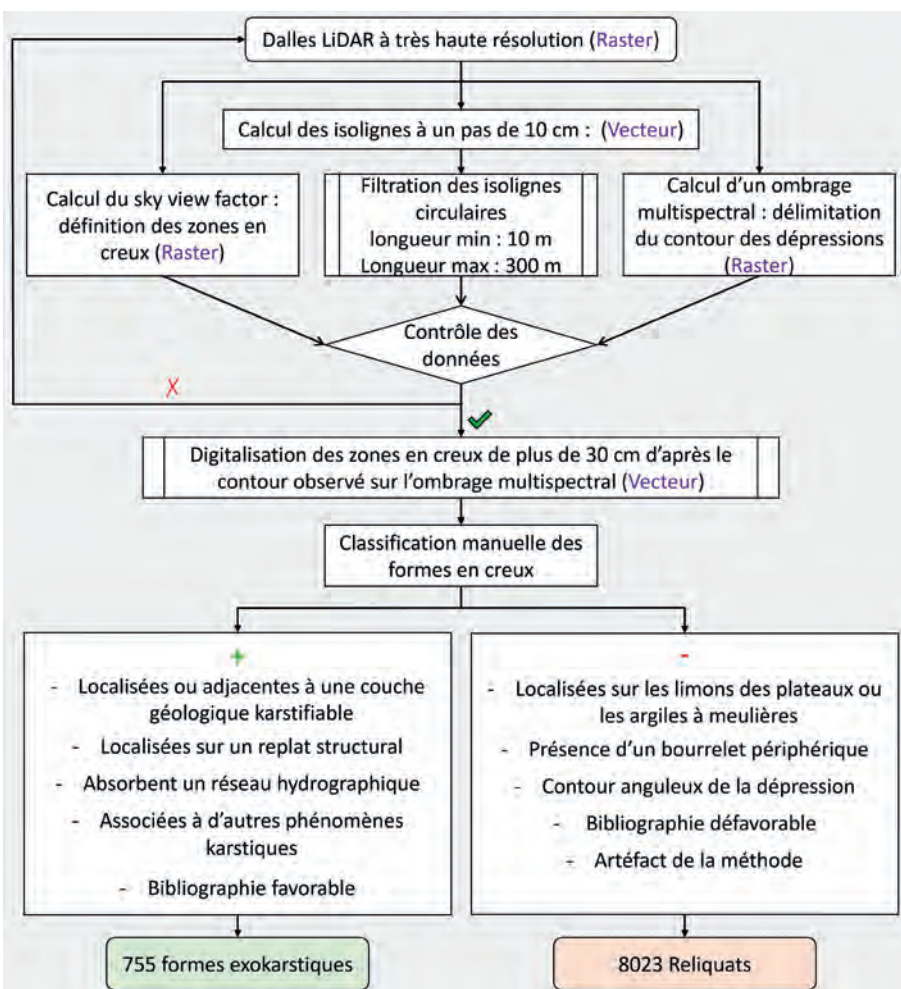 Dalles LiDAR à très haute résolution (Raster)
Calcul des isolignes à un pas de 10 cm : (Vecteur)
Calcul du sky view factor :
définition des zones en
creux (Raster)
Filtration des isolignes
circulaires
longueur min : 10 m
Longueur max : 300 m
Calcul d'un ombrage
multispectral : délimitation
du contour des dépressions
(Raster)
Contrôle des
données
Digitalisation des zones en creux de plus de 30 cm d'après le
contour observé sur l'ombrage multispectral (Vecteur)
Classification manuelle des
formes en creux
+
- Localisées ou adjacentes à une couche
géologique karstifiable
- Localisées sur un replat structural
- Absorbent un réseau hydrographique
- Associées à d'autres phénomènes
karstiques
- Bibliographie favorable
-
- Localisées sur les limons des plateaux ou
les argiles à meulières
- Présence d'un bourrelet périphérique
- Contour anguleux de la dépression
- Bibliographie défavorable
- Artéfact de la méthode
755 formes exokarstiques
8023 Reliquats